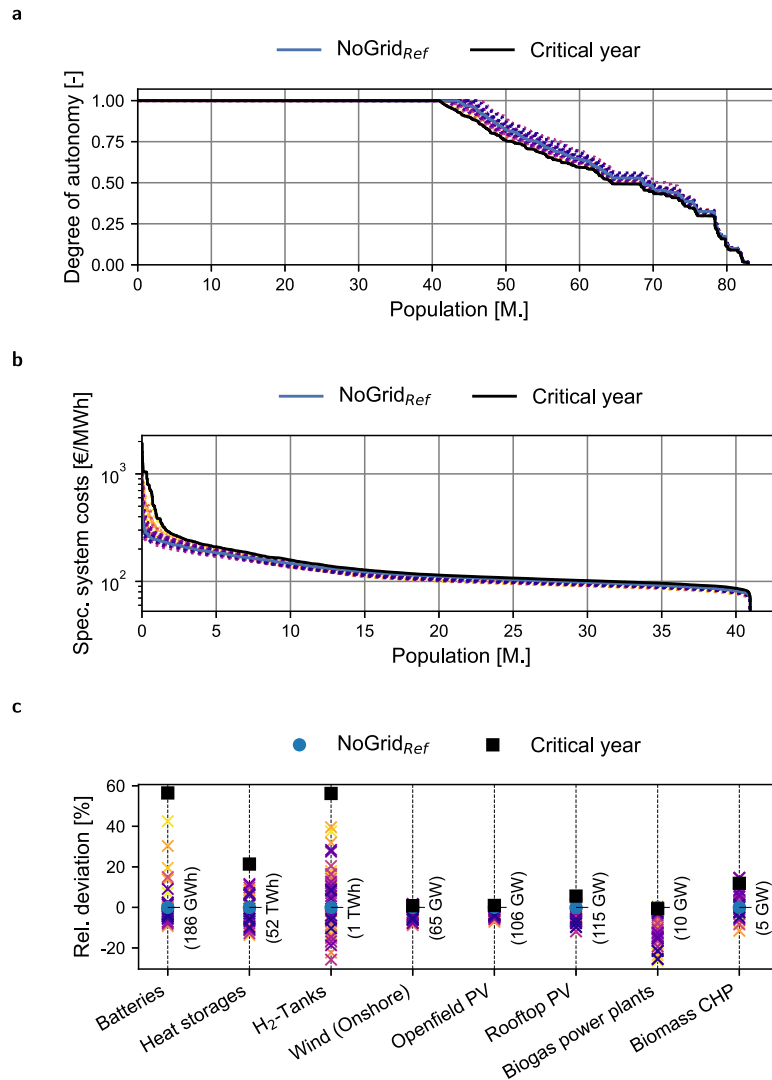 a
NoGrid_Ref Critical year
Degree of autonomy [-]
1.00
0.75
0.50
0.25
0.00
0 10 20 30 40 50 60 70 80
Population [M.]
b
NoGrid_Ref Critical year
Spec. system costs [€/MWh]
10³
10²
0 5 10 15 20 25 30 35 40
Population [M.]
c
NoGrid_Ref Critical year
Rel. deviation [%]
60
40
20
0
-20
(186 GWh)
(52 TWh)
(1 TWh)
(65 GW)
(106 GW)
(115 GW)
(10 GW)
(5 GW)
Batteries
Heat storages
H₂-Tanks
Wind (Onshore)
Openfield PV
Rooftop PV
Biogas power plants
Biomass CHP